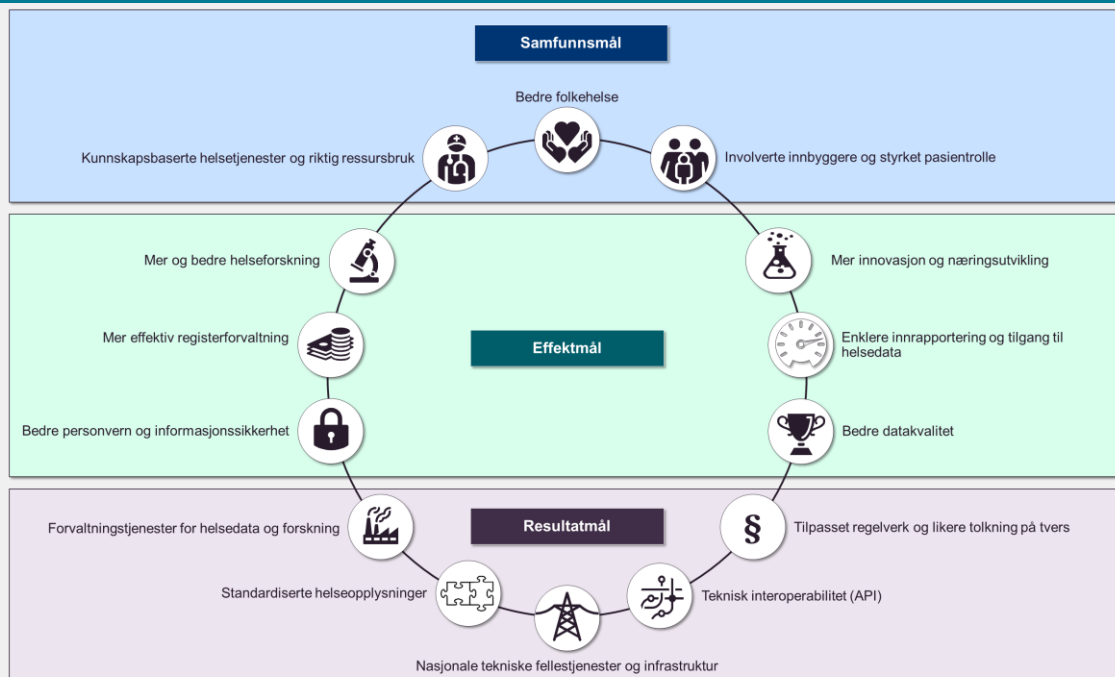 Samfunnsmål
Bedre folkehelse
Kunnskapsbaserte helsetjenester og riktig ressursbruk
Involverte innbyggere og styrket pasientrolle
Mer og bedre helseforskning
Mer innovasjon og næringsutvikling
Mer effektiv registerforvaltning
Effektmål
Enklere innrapportering og tilgang til
helsedata
Bedre personvern og informasjonssikkerhet
Bedre datakvalitet
Resultatmål
Forvaltningstjenester for helsedata og forskning
§
Tilpasset regelverk og likere tolkning på tvers
Standardiserte helseopplysninger
Teknisk interoperabilitet (API)
Nasjonale tekniske fellestjenester og infrastruktur